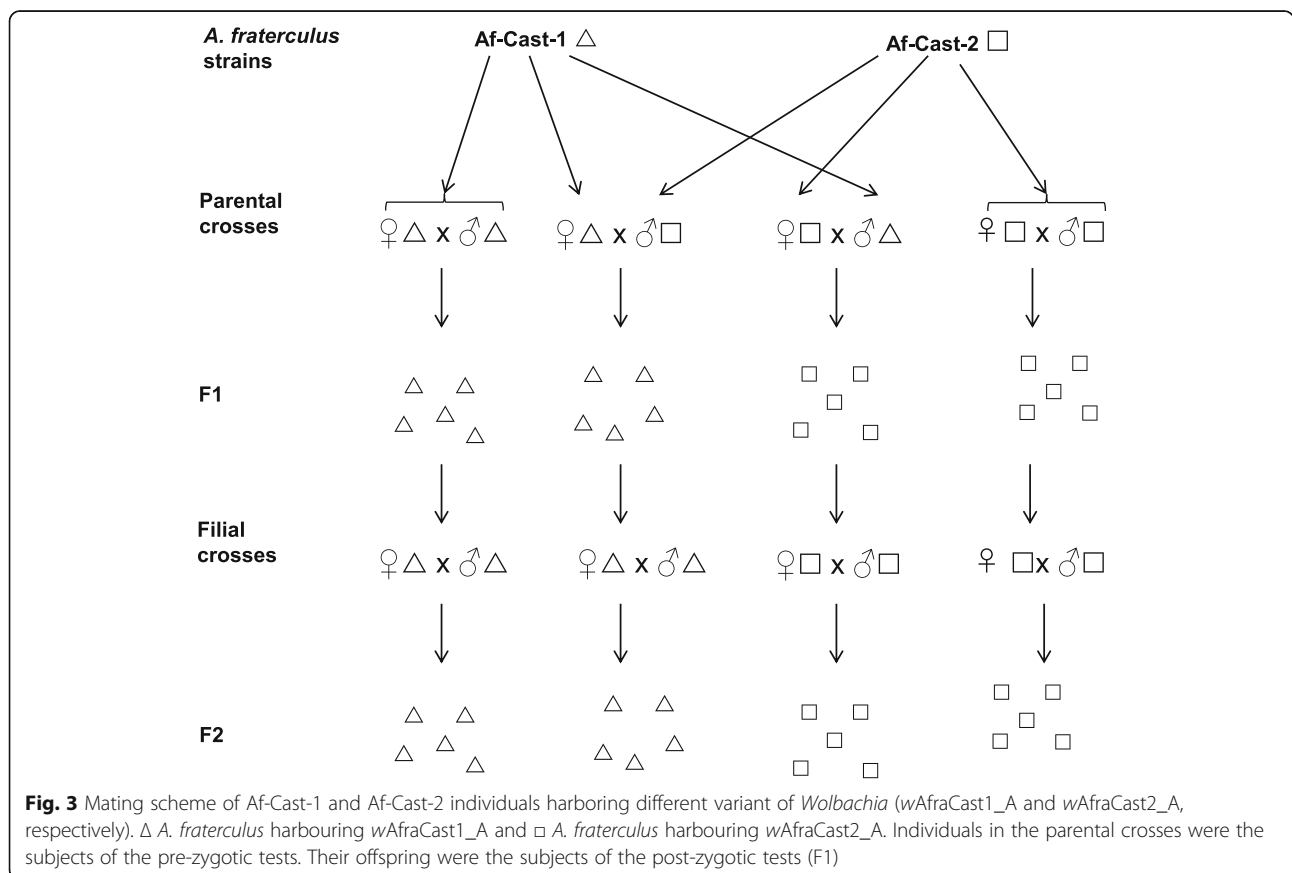 A. fraterculus
strains
Af-Cast-1 △
Af-Cast-2 □
Parental
crosses
♀ △ x ♂ △
♀ △ x ♂ □
♀ □ x ♂ △
♀ □ x ♂ □
F1
Filial
crosses
♀ △ x ♂ △
♀ △ x ♂ △
♀ □ x ♂ □
♀ □x ♂ □
F2
Fig. 3 Mating scheme of Af-Cast-1 and Af-Cast-2 individuals harboring different variant of Wolbachia (wAfraCast1_A and wAfraCast2_A,
respectively). Δ A. fraterculus harbouring wAfraCast1_A and □ A. fraterculus harbouring wAfraCast2_A. Individuals in the parental crosses were the
subjects of the pre-zygotic tests. Their offspring were the subjects of the post-zygotic tests (F1)